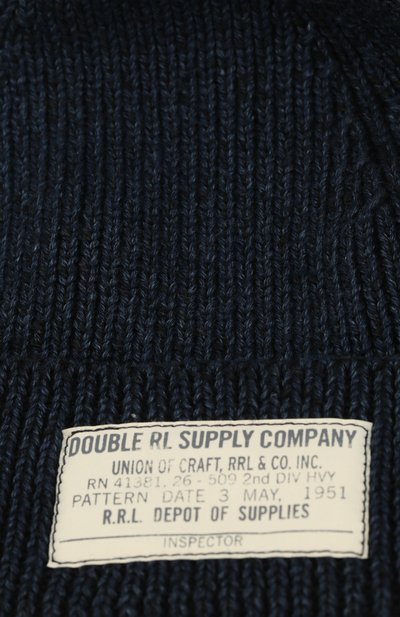 DOUBLE RL SUPPLY COMPANY
UNION OF CRAFT, RRL & CO. INC.
RN 41381, 26 - 509 2nd DIV HVY
PATTERN DATE 3 MAY, 1951
R.R.L. DEPOT OF SUPPLIES
INSPECTOR